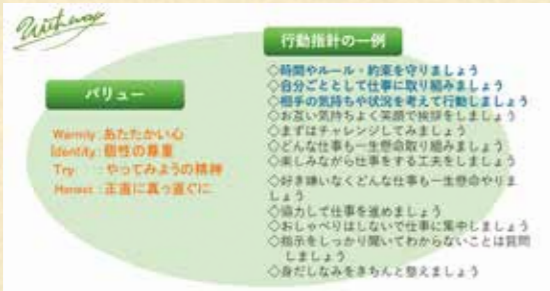 バリュー
Warmly : あたたかい心
Identity : 個性の尊重
Try : やってみようの精神
Honest : 正直に真っ直ぐに
行動指針の一例
◇時間やルール・約束を守りましょう
◇自分ごととして仕事に取り組みましょう
◇相手の気持ちや状況を考えて行動しましょう
◇お互い気持ちよく笑顔で挨拶をしましょう
◇まずはチャレンジしてみましょう
◇どんな仕事も一生懸命取り組みましょう
◇楽しみながら仕事をする工夫をしましょう
◇好き嫌いなくどんな仕事も一生懸命やりま
しょう
◇協力して仕事を進めましょう
◇おしゃべりはしないで仕事に集中しましょう
◇指示をしっかり聞いてわからないことは質問
しましょう
◇身だしなみをきちんと整えましょう